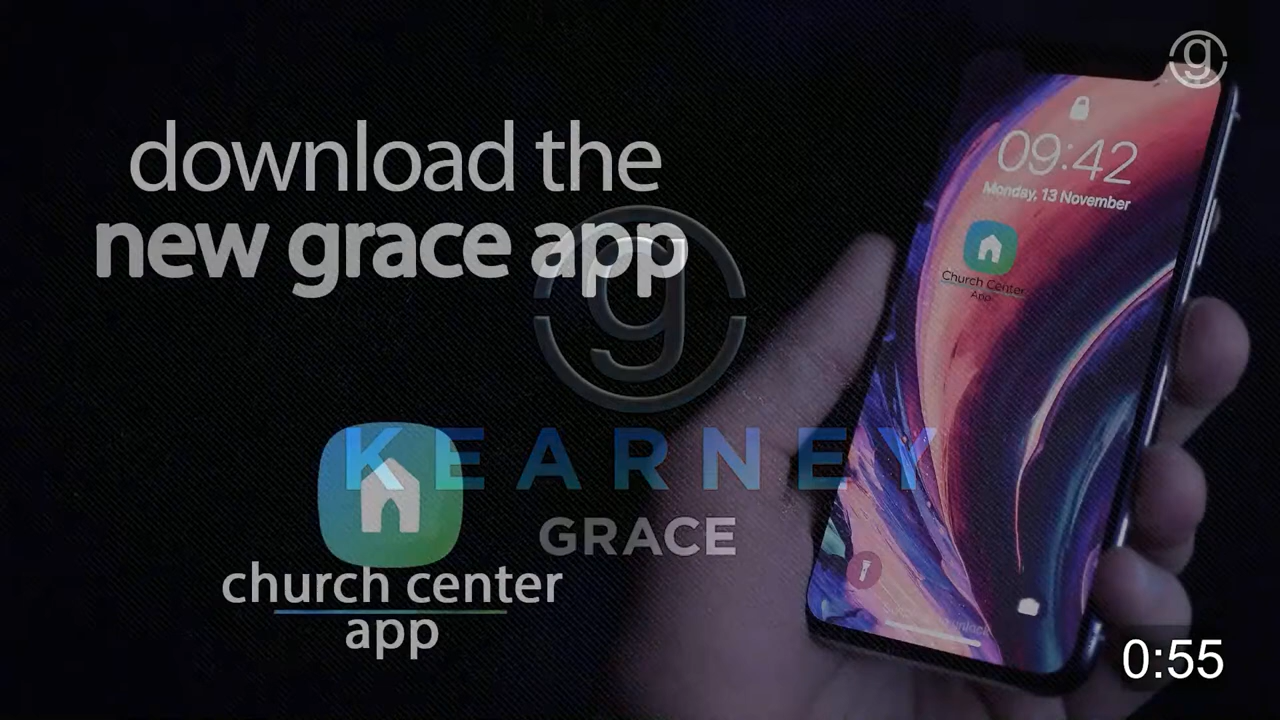 g
download the
new grace app
09:42
Monday, 13 November
Church Center
App
g
KEARNEY
GRACE
church center
app
0:55